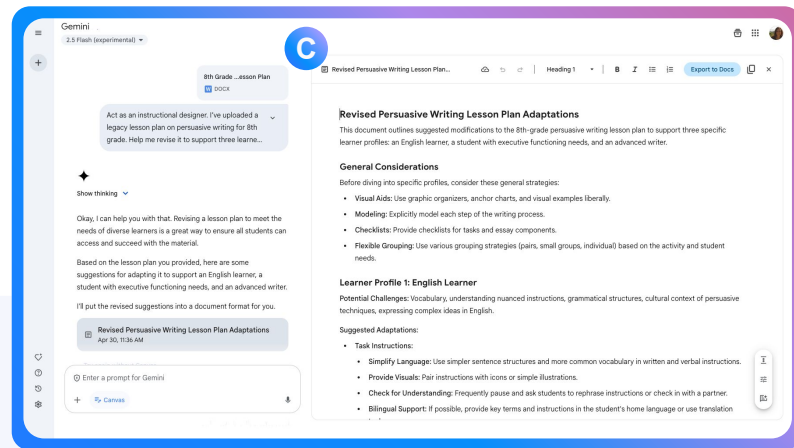 Gemini
2.5 Flash (experimental)
C
8th Grade ...esson Plan
W DOCX
Act as an instructional designer. I've uploaded a
legacy lesson plan on persuasive writing for 8th
grade. Help me revise it to support three learne...
Show thinking
Okay, I can help you with that. Revising a lesson plan to meet the
needs of diverse learners is a great way to ensure all students can
access and succeed with the material.
Based on the lesson plan you provided, here are some
suggestions for adapting it to support an English learner, a
student with executive functioning needs, and an advanced writer.
I'll put the revised suggestions into a document format for you.
Revised Persuasive Writing Lesson Plan Adaptations
Apr 30, 11:36 AM
Enter a prompt for Gemini
Canvas
Revised Persuasive Writing Lesson Plan...
Heading 1
B I
Export to Docs
Revised Persuasive Writing Lesson Plan Adaptations
This document outlines suggested modifications to the 8th-grade persuasive writing lesson plan to support three specific
learner profiles: an English learner, a student with executive functioning needs, and an advanced writer.
General Considerations
Before diving into specific profiles, consider these general strategies:
• Visual Aids: Use graphic organizers, anchor charts, and visual examples liberally.
• Modeling: Explicitly model each step of the writing process.
• Checklists: Provide checklists for tasks and essay components.
• Flexible Grouping: Use various grouping strategies (pairs, small groups, individual) based on the activity and student
needs.
Learner Profile 1: English Learner
Potential Challenges: Vocabulary, understanding nuanced instructions, grammatical structures, cultural context of persuasive
techniques, expressing complex ideas in English.
Suggested Adaptations:
• Task Instructions:
• Simplify Language: Use simpler sentence structures and more common vocabulary in written and verbal instructions.
• Provide Visuals: Pair instructions with icons or simple illustrations.
• Check for Understanding: Frequently pause and ask students to rephrase instructions or check in with a partner.
• Bilingual Support: If possible, provide key terms and instructions in the student's home language or use translation